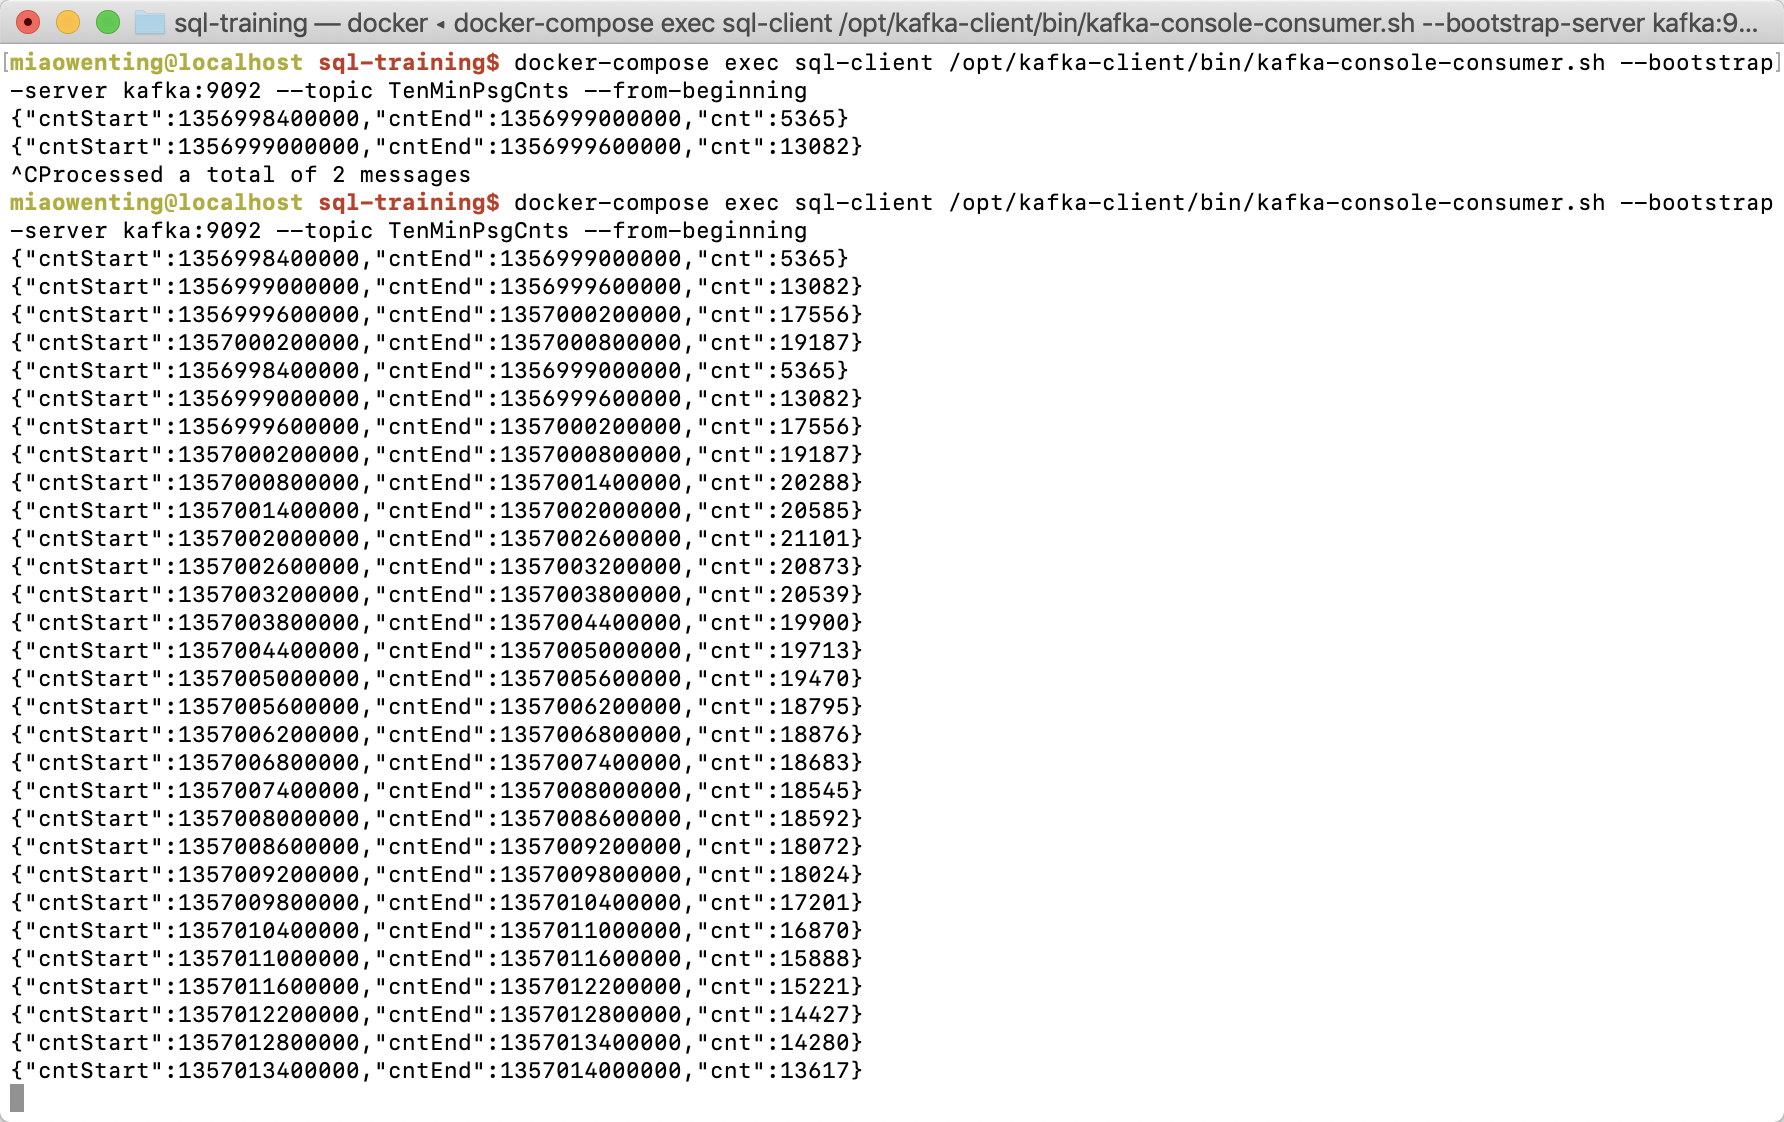 sql-training — docker ◂ docker-compose exec sql-client /opt/kafka-client/bin/kafka-console-consumer.sh --bootstrap-server kafka:9...
[miaowenting@localhost sql-training$ docker-compose exec sql-client /opt/kafka-client/bin/kafka-console-consumer.sh --bootstrap]
-server kafka:9092 --topic TenMinPsgCnts --from-beginning
{"cntStart":1356998400000,"cntEnd":1356999000000,"cnt":5365}
{"cntStart":1356999000000,"cntEnd":1356999600000,"cnt":13082}
^CProcessed a total of 2 messages
miaowenting@localhost sql-training$ docker-compose exec sql-client /opt/kafka-client/bin/kafka-console-consumer.sh --bootstrap
-server kafka:9092 --topic TenMinPsgCnts --from-beginning
{"cntStart":1356998400000,"cntEnd":1356999000000,"cnt":5365}
{"cntStart":1356999000000,"cntEnd":1356999600000,"cnt":13082}
{"cntStart":1356999600000,"cntEnd":1357000200000,"cnt":17556}
{"cntStart":1357000200000,"cntEnd":1357000800000,"cnt":19187}
{"cntStart":1356998400000,"cntEnd":1356999000000,"cnt":5365}
{"cntStart":1356999000000,"cntEnd":1356999600000,"cnt":13082}
{"cntStart":1356999600000,"cntEnd":1357000200000,"cnt":17556}
{"cntStart":1357000200000,"cntEnd":1357000800000,"cnt":19187}
{"cntStart":1357000800000,"cntEnd":1357001400000,"cnt":20288}
{"cntStart":1357001400000,"cntEnd":1357002000000,"cnt":20585}
{"cntStart":1357002000000,"cntEnd":1357002600000,"cnt":21101}
{"cntStart":1357002600000,"cntEnd":1357003200000,"cnt":20873}
{"cntStart":1357003200000,"cntEnd":1357003800000,"cnt":20539}
{"cntStart":1357003800000,"cntEnd":1357004400000,"cnt":19900}
{"cntStart":1357004400000,"cntEnd":1357005000000,"cnt":19713}
{"cntStart":1357005000000,"cntEnd":1357005600000,"cnt":19470}
{"cntStart":1357005600000,"cntEnd":1357006200000,"cnt":18795}
{"cntStart":1357006200000,"cntEnd":1357006800000,"cnt":18876}
{"cntStart":1357006800000,"cntEnd":1357007400000,"cnt":18683}
{"cntStart":1357007400000,"cntEnd":1357008000000,"cnt":18545}
{"cntStart":1357008000000,"cntEnd":1357008600000,"cnt":18592}
{"cntStart":1357008600000,"cntEnd":1357009200000,"cnt":18072}
{"cntStart":1357009200000,"cntEnd":1357009800000,"cnt":18024}
{"cntStart":1357009800000,"cntEnd":1357010400000,"cnt":17201}
{"cntStart":1357010400000,"cntEnd":1357011000000,"cnt":16870}
{"cntStart":1357011000000,"cntEnd":1357011600000,"cnt":15888}
{"cntStart":1357011600000,"cntEnd":1357012200000,"cnt":15221}
{"cntStart":1357012200000,"cntEnd":1357012800000,"cnt":14427}
{"cntStart":1357012800000,"cntEnd":1357013400000,"cnt":14280}
{"cntStart":1357013400000,"cntEnd":1357014000000,"cnt":13617}